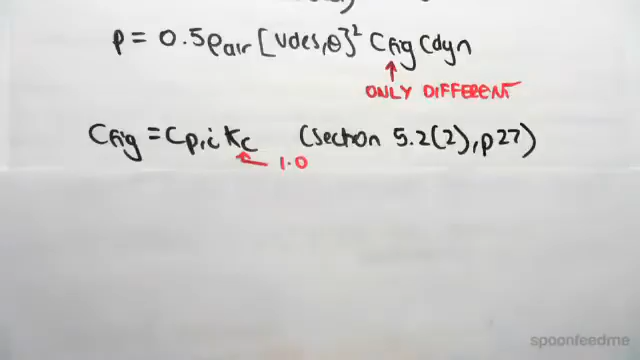 p = 0.5ρair [Vdes,θ]² Cfig Cdyn
ONLY DIFFERENT
Cfig = Cp,i Kc (Section 5.2(2), p27)
1.0
spoonfeedme